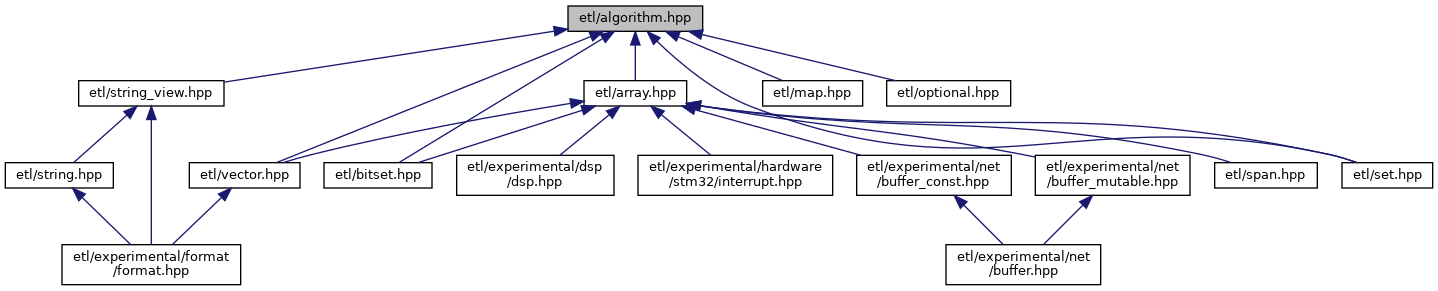 etl/algorithm.hpp
etl/string_view.hpp
etl/array.hpp
etl/map.hpp
etl/optional.hpp
etl/string.hpp
etl/vector.hpp
etl/bitset.hpp
etl/experimental/dsp
/dsp.hpp
etl/experimental/hardware
/stm32/interrupt.hpp
etl/experimental/net
/buffer_const.hpp
etl/experimental/net
/buffer_mutable.hpp
etl/span.hpp
etl/set.hpp
etl/experimental/format
/format.hpp
etl/experimental/net
/buffer.hpp